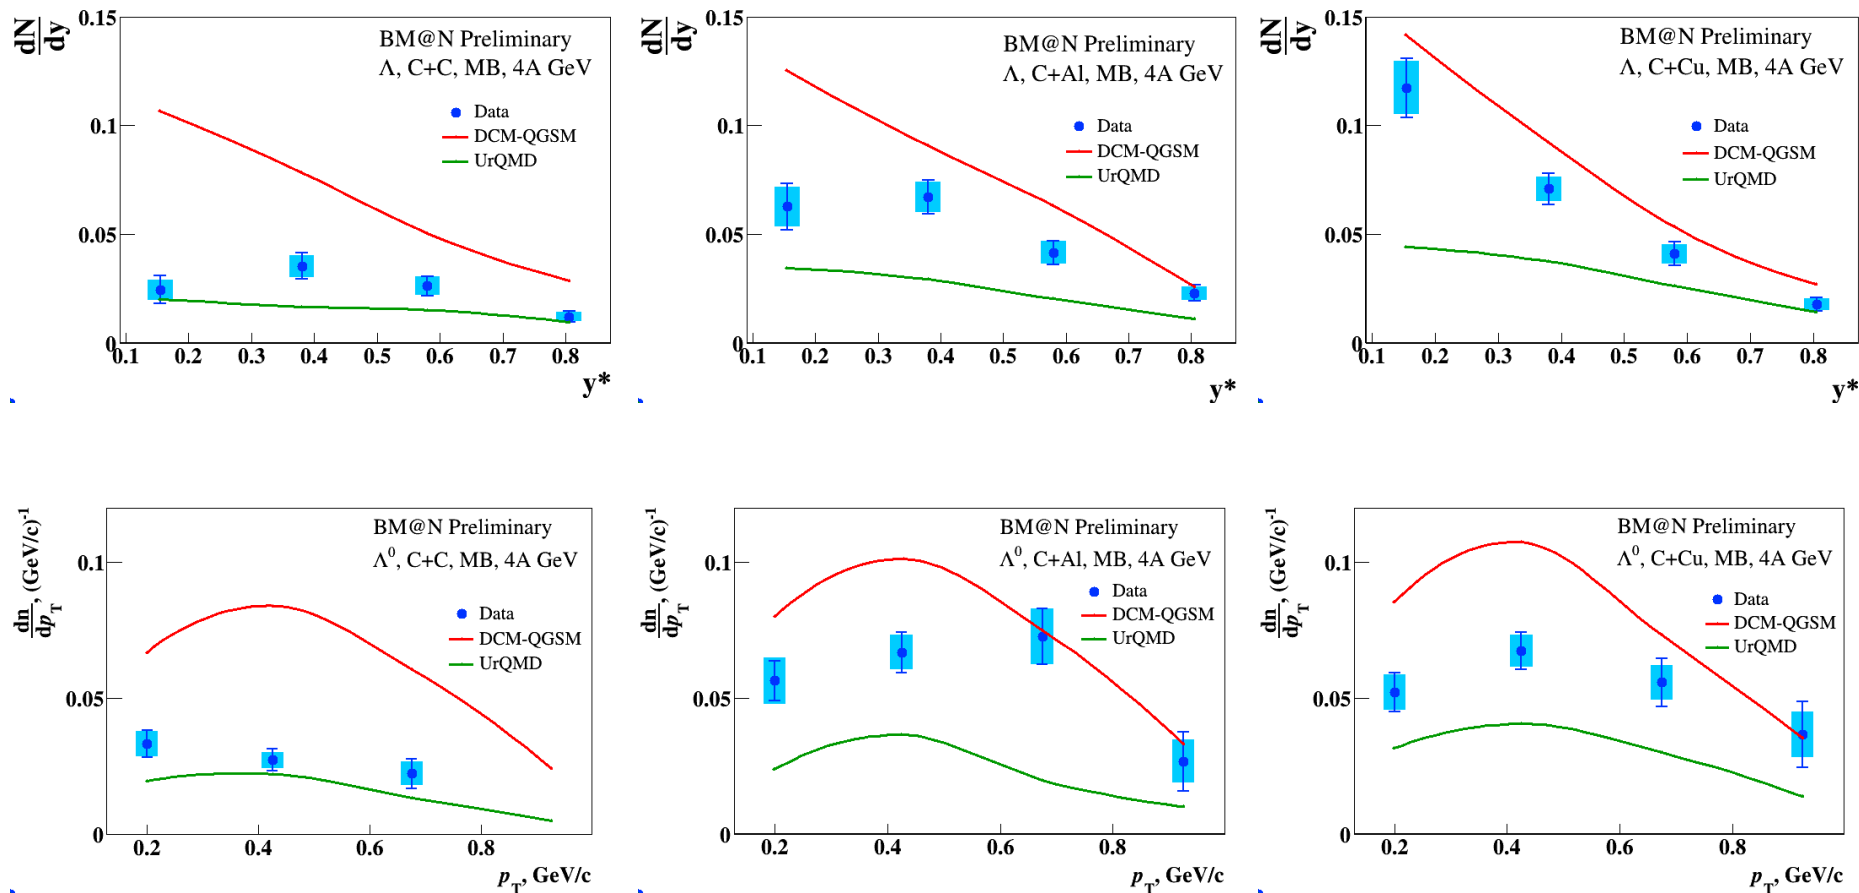 dN
dy
0.15
0.1
0.05
0
BM@N Preliminary
Λ, C+C, MB, 4A GeV
Data
DCM-QGSM
UrQMD
0.1 0.2 0.3 0.4 0.5 0.6 0.7 0.8
y*
dN
dy
0.15
0.1
0.05
0
BM@N Preliminary
Λ, C+Al, MB, 4A GeV
Data
DCM-QGSM
UrQMD
0.1 0.2 0.3 0.4 0.5 0.6 0.7 0.8
y*
dN
dy
0.15
0.1
0.05
0
BM@N Preliminary
Λ, C+Cu, MB, 4A GeV
Data
DCM-QGSM
UrQMD
0.1 0.2 0.3 0.4 0.5 0.6 0.7 0.8
y*
dn/dp_T, (GeV/c)⁻¹
0.1
0.05
0
BM@N Preliminary
Λ⁰, C+C, MB, 4A GeV
Data
DCM-QGSM
UrQMD
0.2 0.4 0.6 0.8
p_T, GeV/c
dn/dp_T, (GeV/c)⁻¹
0.1
0.05
0
BM@N Preliminary
Λ⁰, C+Al, MB, 4A GeV
Data
DCM-QGSM
UrQMD
0.2 0.4 0.6 0.8
p_T, GeV/c
dn/dp_T, (GeV/c)⁻¹
0.1
0.05
0
BM@N Preliminary
Λ⁰, C+Cu, MB, 4A GeV
Data
DCM-QGSM
UrQMD
0.2 0.4 0.6 0.8
p_T, GeV/c